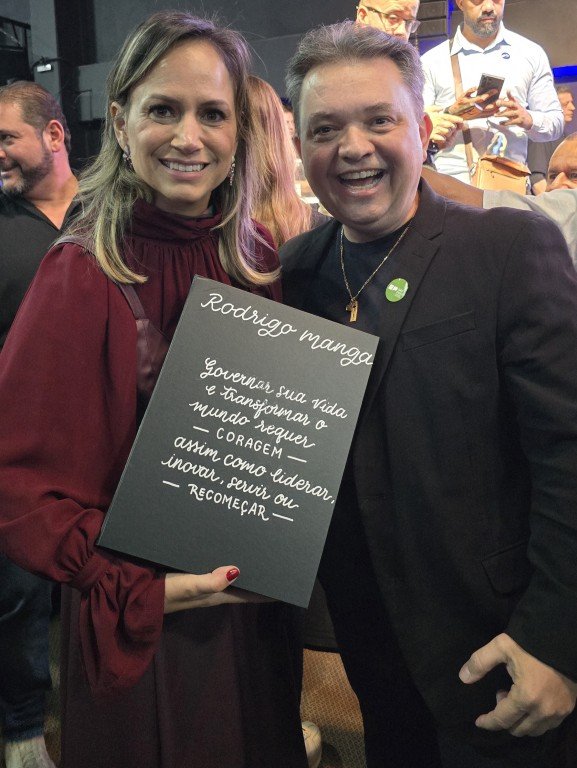 Rodrigo manga
Governar sua vida
e transformar o
mundo requer
— CORAGEM —
assim como liderar,
inovar, servir ou
— RECOMEÇAR —